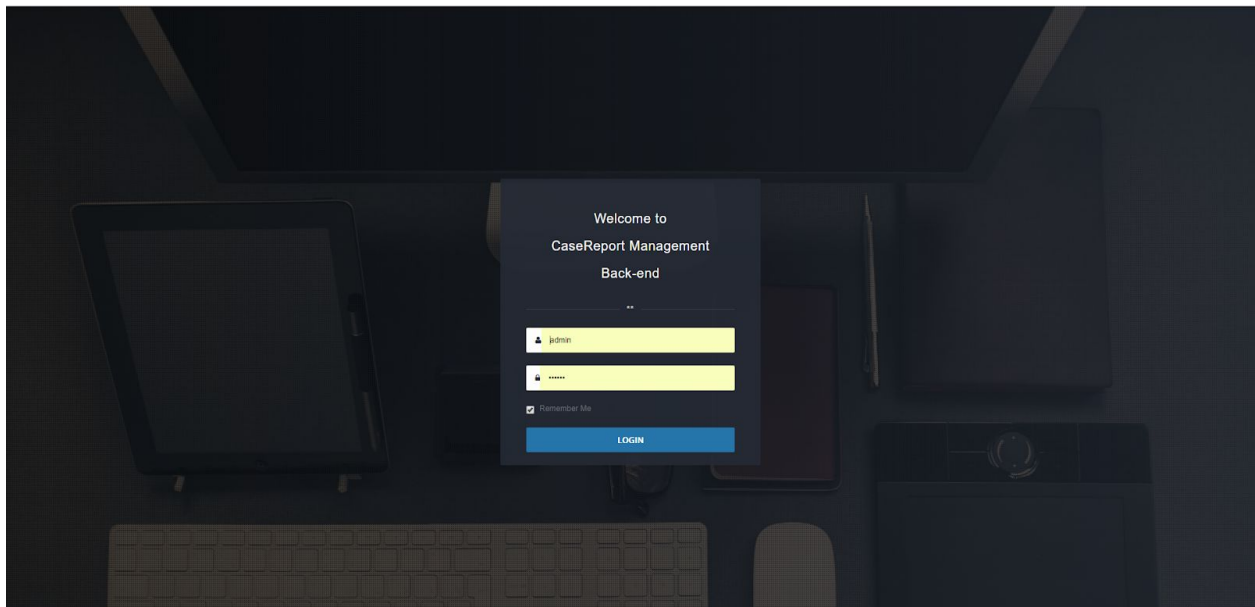 Welcome to
CaseReport Management
Back-end
admin
••••••
Remember Me
LOGIN